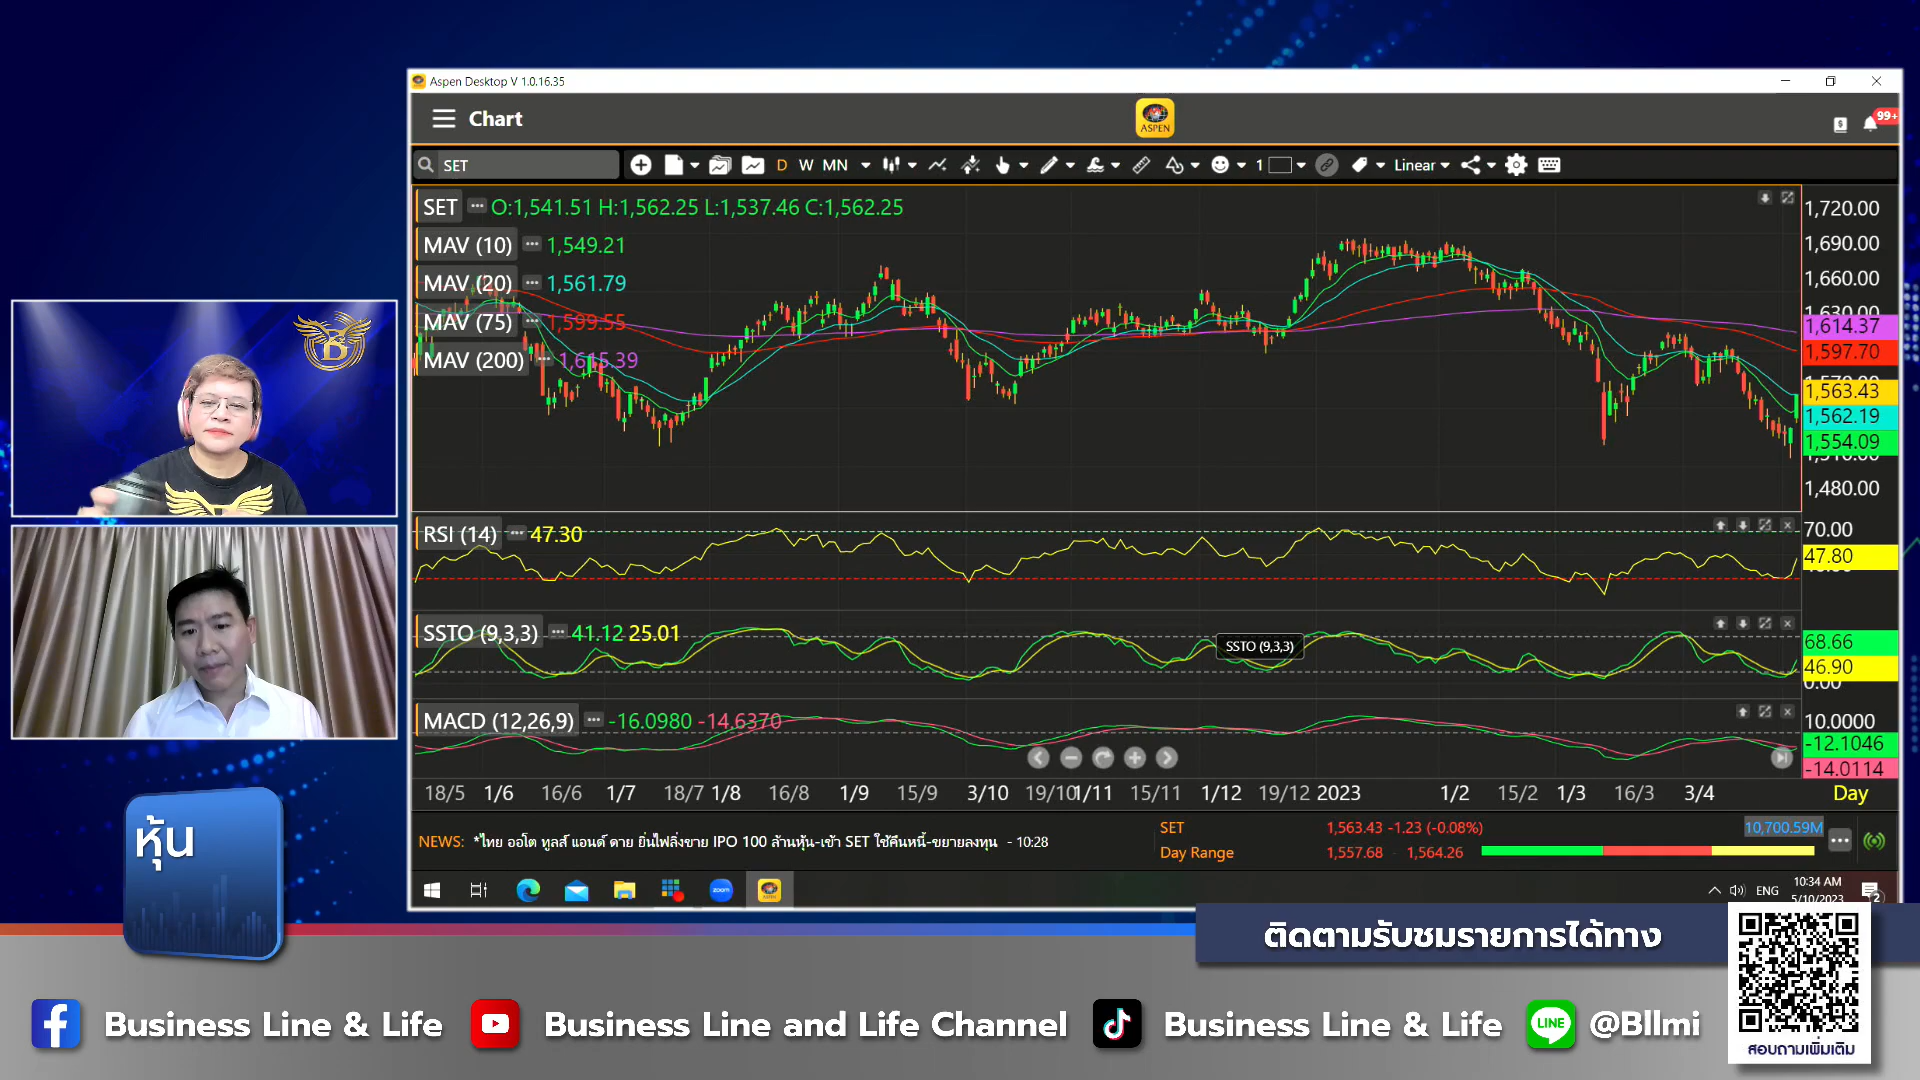 Aspen Desktop V 1.0.16.35
Chart
ASPEN
99+
SET
D W MN
1
Linear
SET O:1,541.51 H:1,562.25 L:1,537.46 C:1,562.25
MAV (10) 1,549.21
MAV (20) 1,561.79
MAV (75) 1,599.55
MAV (200) 1,615.39
1,720.00
1,690.00
1,660.00
1,630.00
1,614.37
1,597.70
1,563.43
1,562.19
1,554.09
1,480.00
RSI (14) 47.30
70.00
47.80
SSTO (9,3,3) 41.12 25.01
SSTO (9,3,3)
68.66
46.90
0.00
MACD (12,26,9) -16.0980 -14.6370
10.0000
-12.1046
-14.0114
18/5 1/6 16/6 1/7 18/7 1/8 16/8 1/9 15/9 3/10 19/10 1/11 15/11 1/12 19/12 2023 1/2 15/2 1/3 16/3 3/4 Day
NEWS: *ไทย ออโต ทูลส์ แอนด์ ดาย ยื่นไฟลิ่งขาย IPO 100 ล้านหุ้น-เข้า SET ใช้คืนหนี้-ขยายลงทุน - 10:28
SET 1,563.43 -1.23 (-0.08%) 10,700.59M
Day Range 1,557.68 - 1,564.26
zoom
ENG
10:34 AM
5/10/2023
2
หุ้น
ติดตามรับชมรายการได้ทาง
Business Line & Life
Business Line and Life Channel
Business Line & Life
LINE
@Bllmi
สอบถามเพิ่มเติม